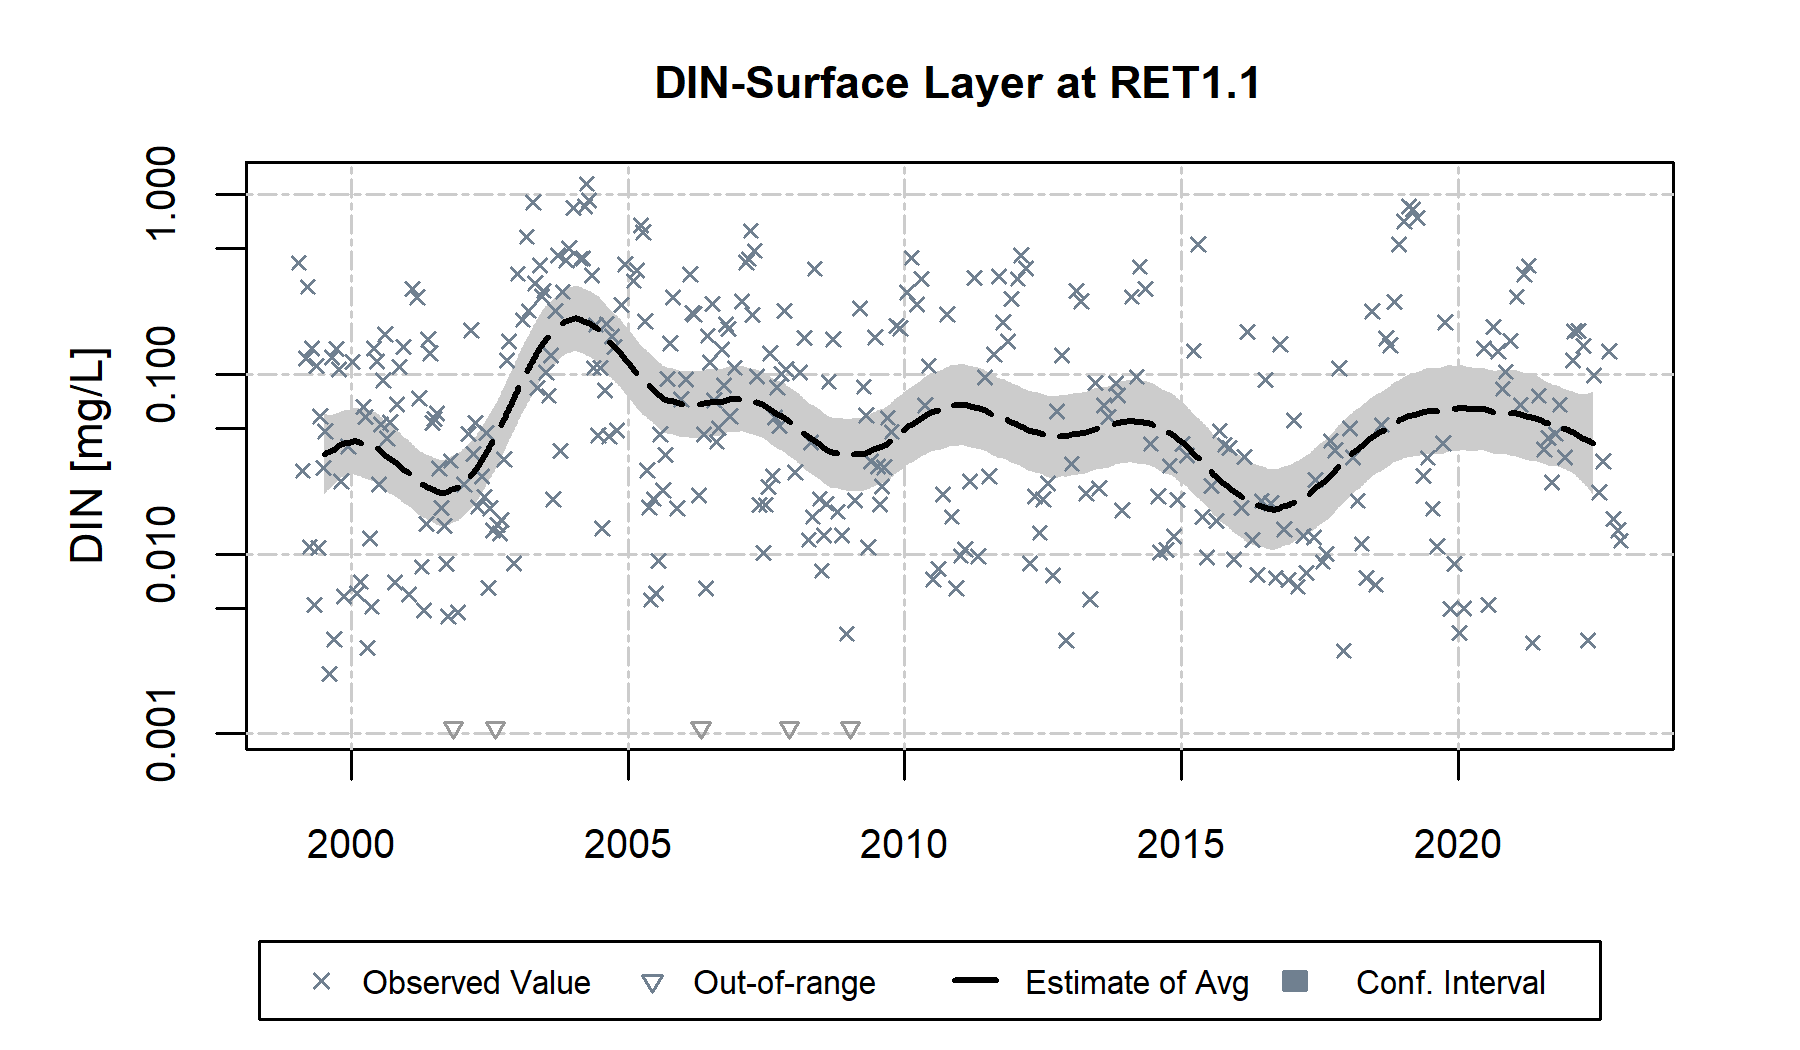 DIN-Surface Layer at RET1.1
DIN [mg/L]
1.000
0.100
0.010
0.001
2000 2005 2010 2015 2020
Observed Value Out-of-range Estimate of Avg Conf. Interval